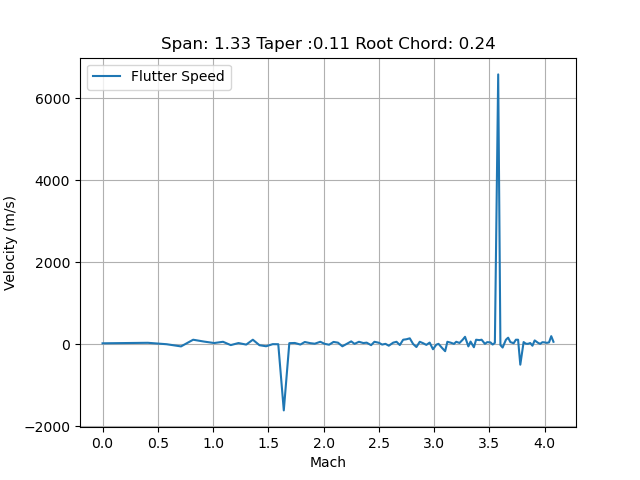 Span: 1.33 Taper :0.11 Root Chord: 0.24
Flutter Speed
6000
4000
2000
0
−2000
Velocity (m/s)
0.0 0.5 1.0 1.5 2.0 2.5 3.0 3.5 4.0
Mach